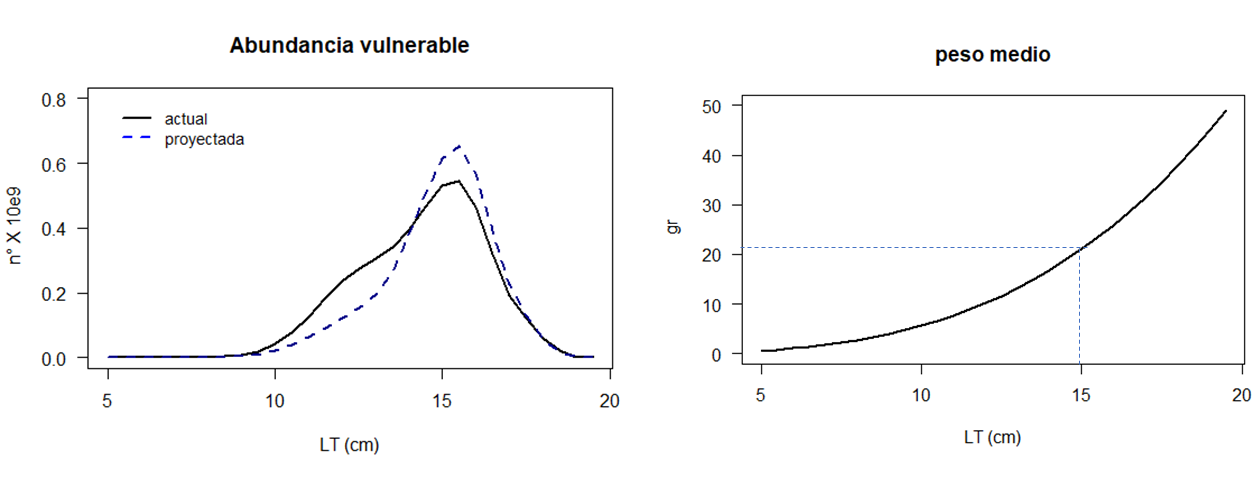 Abundancia vulnerable
0.8
0.6
0.4
0.2
0.0
n° X 10e9
actual
proyectada
5 10 15 20
LT (cm)
peso medio
50
40
30
20
10
0
gr
5 10 15 20
LT (cm)